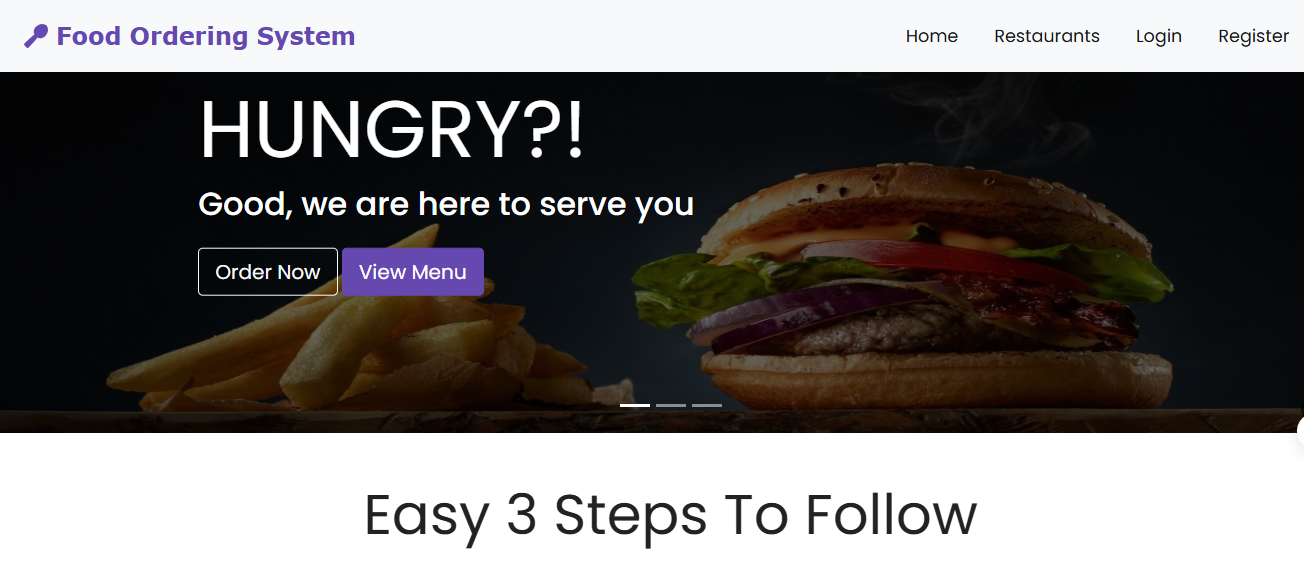 Food Ordering System
Home Restaurants Login Register
HUNGRY?!
Good, we are here to serve you
Order Now View Menu
Easy 3 Steps To Follow